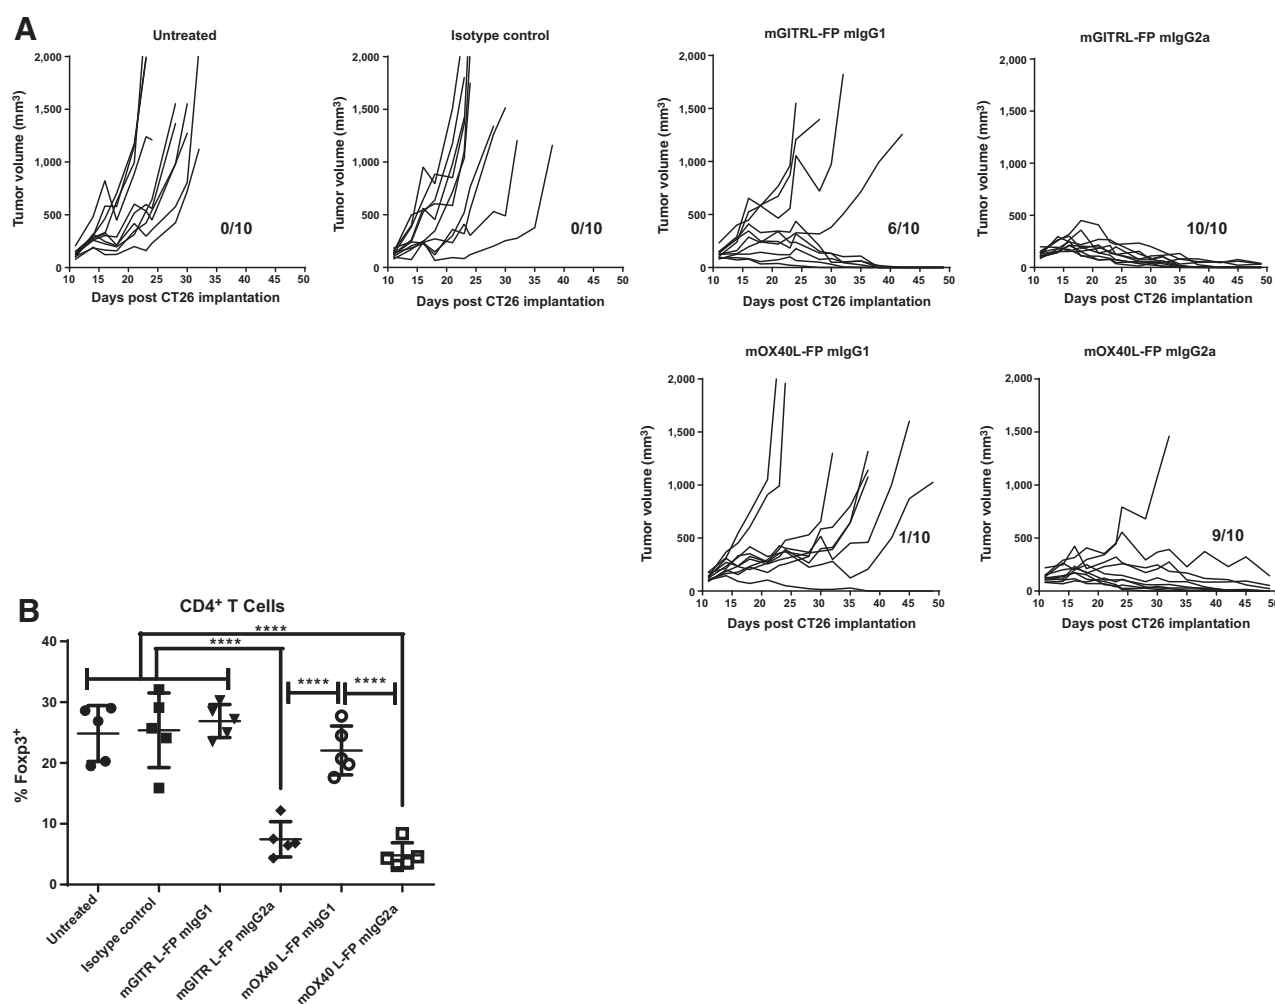 A
Untreated
Tumor volume (mm³)
2,000
1,500
1,000
500
0
0/10
10 15 20 25 30 35 40 45 50
Days post CT26 implantation
Isotype control
Tumor volume (mm³)
2,000
1,500
1,000
500
0
0/10
10 15 20 25 30 35 40 45 50
Days post CT26 implantation
mGITRL-FP mIgG1
Tumor volume (mm³)
2,000
1,500
1,000
500
0
6/10
10 15 20 25 30 35 40 45 50
Days post CT26 implantation
mGITRL-FP mIgG2a
Tumor volume (mm³)
2,000
1,500
1,000
500
0
10/10
10 15 20 25 30 35 40 45 50
Days post CT26 implantation
mOX40L-FP mIgG1
Tumor volume (mm³)
2,000
1,500
1,000
500
0
1/10
10 15 20 25 30 35 40 45 50
Days post CT26 implantation
mOX40L-FP mIgG2a
Tumor volume (mm³)
2,000
1,500
1,000
500
0
9/10
10 15 20 25 30 35 40 45 50
Days post CT26 implantation
B
CD4⁺ T Cells
% Foxp3⁺
40
30
20
10
0
****
****
****
****
Untreated
Isotype control
mGITR L-FP mIgG1
mGITR L-FP mIgG2a
mOX40 L-FP mIgG1
mOX40 L-FP mIgG2a